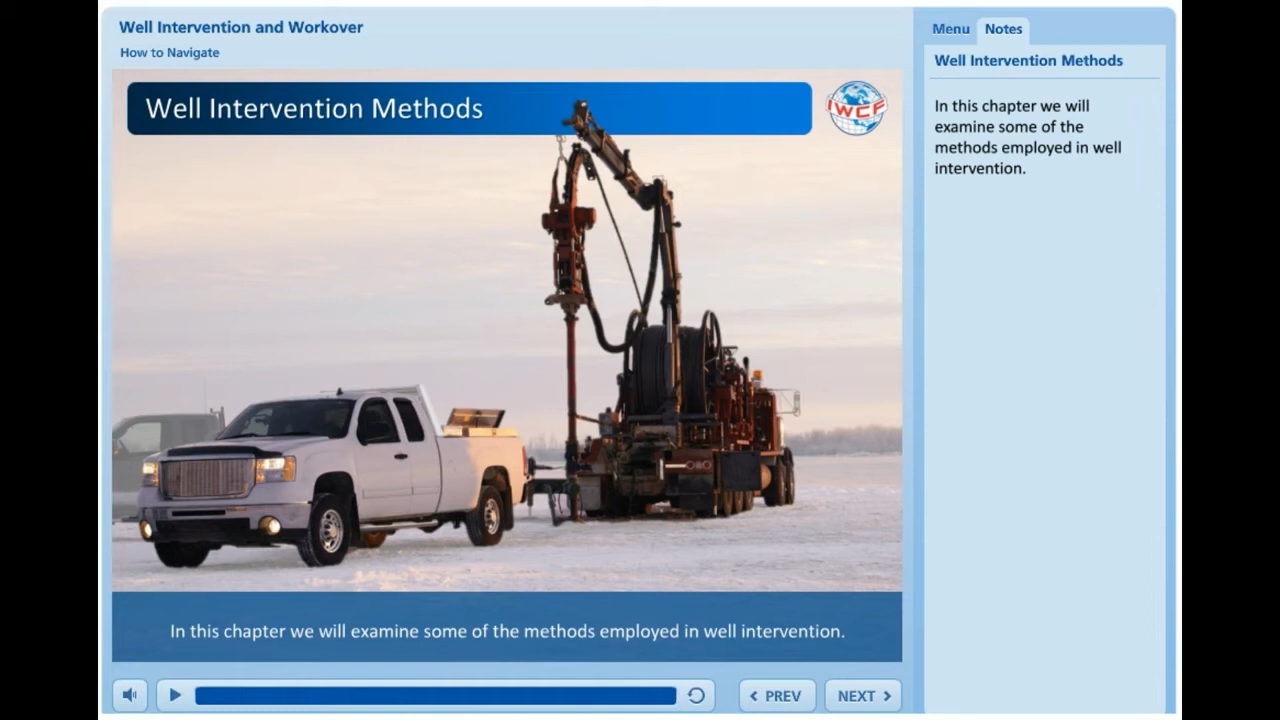 Well Intervention and Workover
How to Navigate
Well Intervention Methods
IWCF
In this chapter we will examine some of the methods employed in well intervention.
PREV
NEXT
Menu
Notes
Well Intervention Methods
In this chapter we will
examine some of the
methods employed in well
intervention.